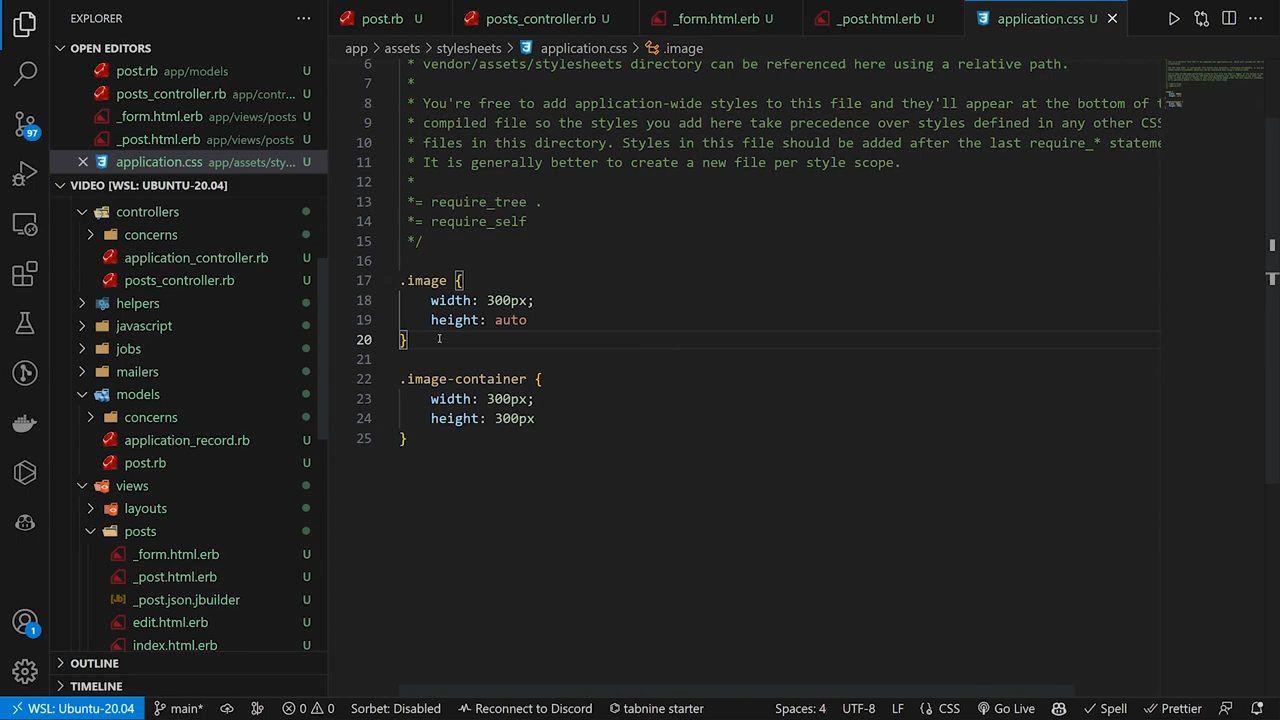 EXPLORER
OPEN EDITORS
post.rb app/models U
posts_controller.rb app/contr... U
_form.html.erb app/views/posts U
_post.html.erb app/views/posts U
application.css app/assets/sty... U
VIDEO [WSL: UBUNTU-20.04]
controllers
concerns
application_controller.rb U
posts_controller.rb U
helpers
javascript
jobs
mailers
models
concerns
application_record.rb U
post.rb U
views
layouts
posts
_form.html.erb U
_post.html.erb U
_post.json.jbuilder U
edit.html.erb U
index.html.erb U
OUTLINE
TIMELINE
97
1
post.rb U posts_controller.rb U _form.html.erb U _post.html.erb U application.css U
app > assets > stylesheets > application.css > .image
6 * vendor/assets/stylesheets directory can be referenced here using a relative path.
7 *
8 * You're free to add application-wide styles to this file and they'll appear at the bottom of t
9 * compiled file so the styles you add here take precedence over styles defined in any other CSS
10 * files in this directory. Styles in this file should be added after the last require_* stateme
11 * It is generally better to create a new file per style scope.
12 *
13 *= require_tree .
14 *= require_self
15 */
16
17 .image {
18 width: 300px;
19 height: auto
20 }
21
22 .image-container {
23 width: 300px;
24 height: 300px
25 }
WSL: Ubuntu-20.04 main* 0 0 Sorbet: Disabled Reconnect to Discord tabnine starter Spaces: 4 UTF-8 LF {} CSS Go Live Spell Prettier